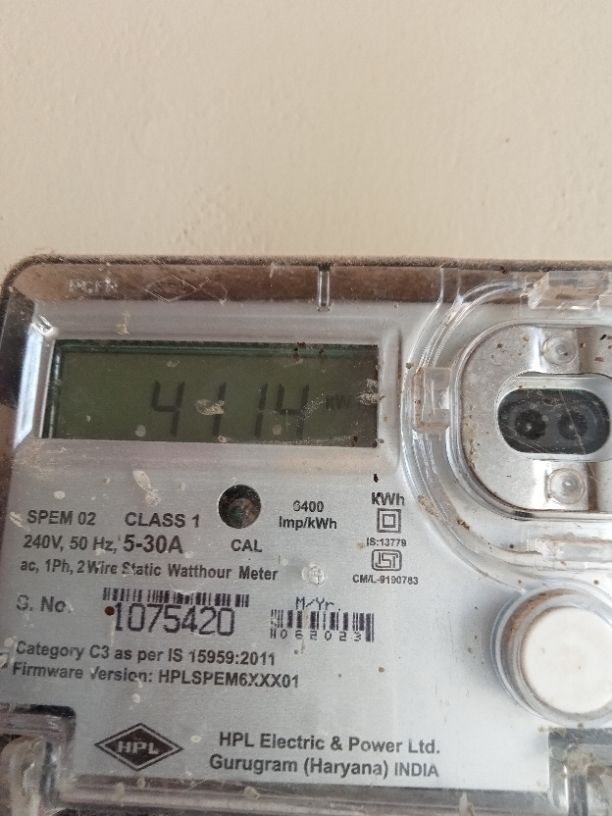 4114 kW
SPEM 02 CLASS 1
240V, 50 Hz, 5-30A
ac, 1Ph, 2Wire Static Watthour Meter
CAL
6400
Imp/kWh
KWh
IS:13779
CM/L-9190783
S. No. 1075420
M/Yr.
062023
Category C3 as per IS 15959:2011
Firmware Version: HPLSPEM6XXX01
HPL
HPL Electric & Power Ltd.
Gurugram (Haryana) INDIA